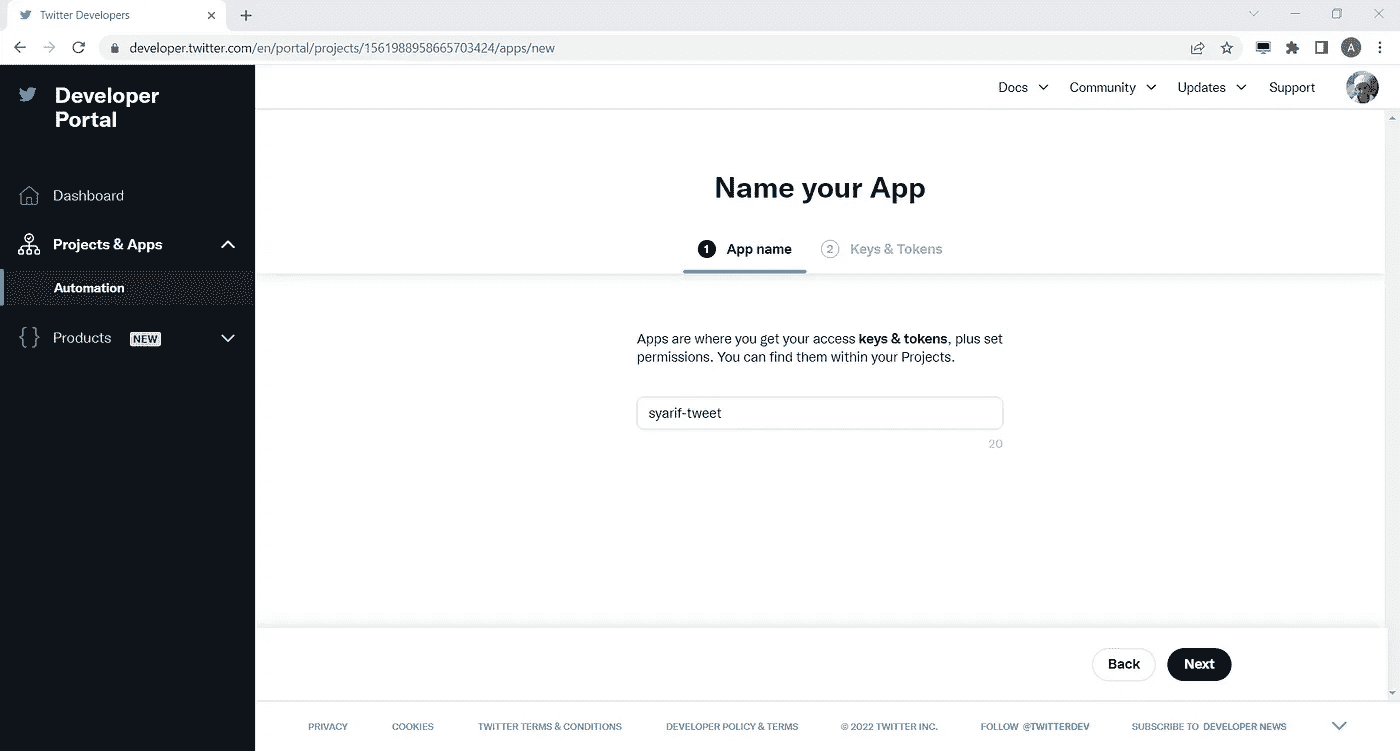 Twitter Developers
developer.twitter.com/en/portal/projects/1561988958665703424/apps/new
A
Developer
Portal
Docs
Community
Updates
Support
Dashboard
Projects & Apps
Automation
Products NEW
Name your App
1 App name
2 Keys & Tokens
Apps are where you get your access keys & tokens, plus set
permissions. You can find them within your Projects.
syarif-tweet
20
Back
Next
PRIVACY
COOKIES
TWITTER TERMS & CONDITIONS
DEVELOPER POLICY & TERMS
© 2022 TWITTER INC.
FOLLOW @TWITTERDEV
SUBSCRIBE TO DEVELOPER NEWS